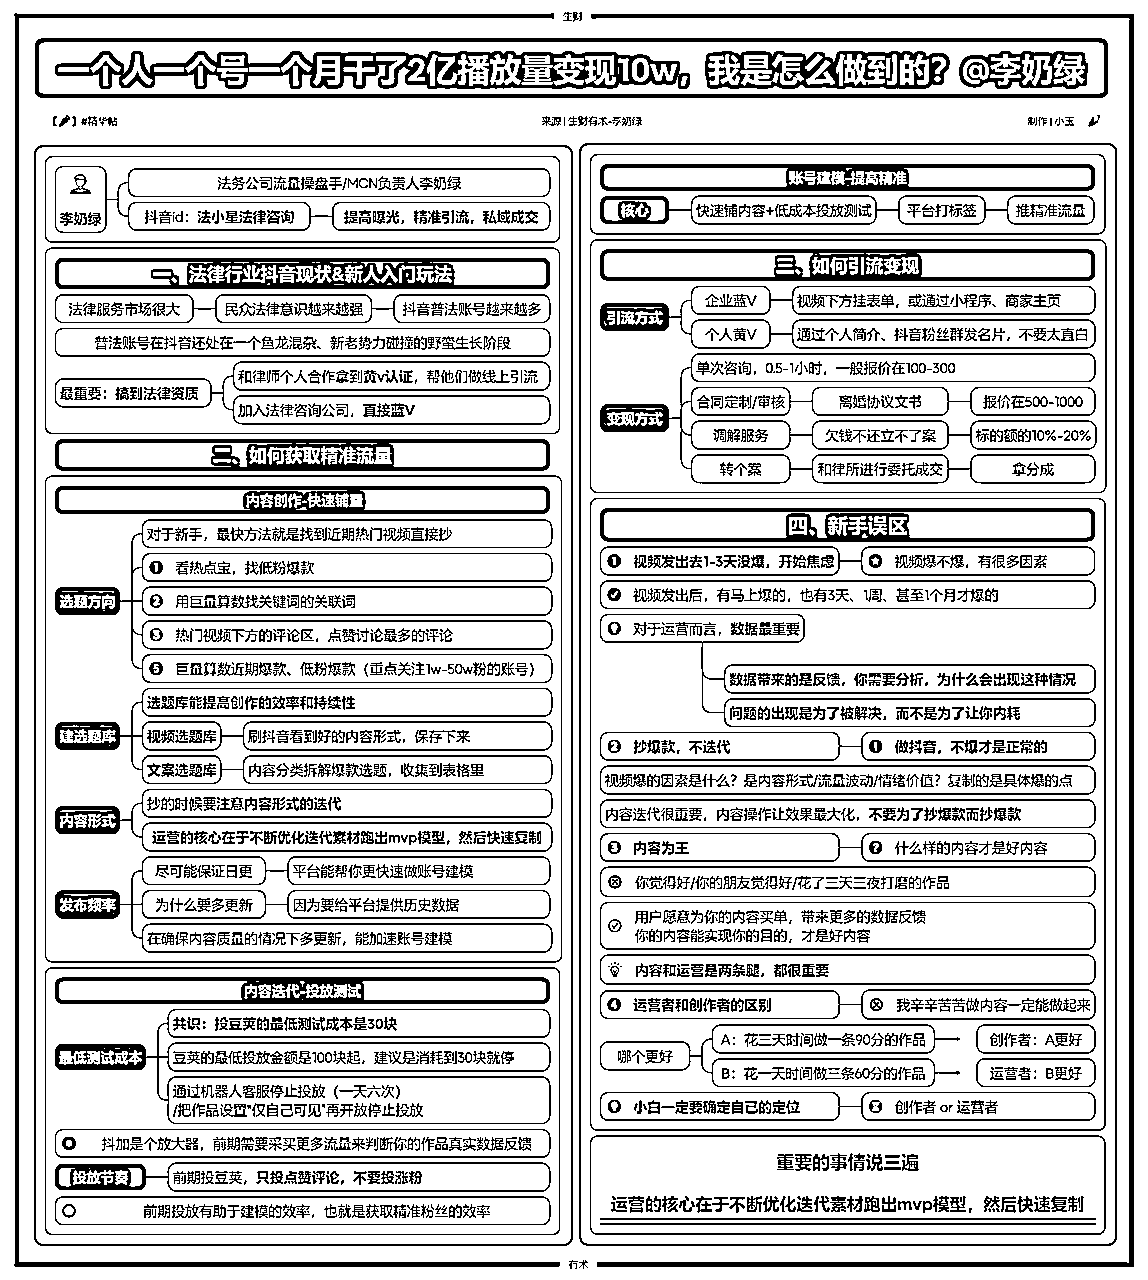 生财
一个人一个号一个月干了2亿播放量变现10w，我是怎么做到的？@李奶绿
【】#精华帖
来源 | 生财有术-李奶绿
制作 | 小玉
李奶绿
法务公司流量操盘手/MCN负责人李奶绿
抖音id：法小星法律咨询
提高曝光，精准引流，私域成交
一、法律行业抖音现状&新人入门玩法
法律服务市场很大
民众法律意识越来越强
抖音普法账号越来越多
普法账号在抖音还处在一个鱼龙混杂、新老势力碰撞的野蛮生长阶段
最重要：搞到法律资质
和律师个人合作拿到黄v认证，帮他们做线上引流
加入法律咨询公司，直接蓝V
二、如何获取精准流量
内容创作-快速铺量
选题方向
对于新手，最快方法就是找到近期热门视频直接抄
1 看热点宝，找低粉爆款
2 用巨量算数找关键词的关联词
3 热门视频下方的评论区，点赞讨论最多的评论
5 巨量算数近期爆款、低粉爆款（重点关注1w-50w粉的账号）
建选题库
选题库能提高创作的效率和持续性
视频选题库
刷抖音看到好的内容形式，保存下来
文案选题库
内容分类拆解爆款选题，收集到表格里
内容形式
抄的时候要注意内容形式的迭代
运营的核心在于不断优化迭代素材跑出mvp模型，然后快速复制
发布频率
尽可能保证日更
平台能帮你更快速做账号建模
为什么要多更新
因为要给平台提供历史数据
在确保内容质量的情况下多更新，能加速账号建模
内容迭代-投放测试
最低测试成本
共识：投豆荚的最低测试成本是30块
豆荚的最低投放金额是100块起，建议是消耗到30块就停
通过机器人客服停止投放（一天六次）
/把作品设置"仅自己可见"再开放停止投放
抖加是个放大器，前期需要采买更多流量来判断你的作品真实数据反馈
投放节奏
前期投豆荚，只投点赞评论，不要投涨粉
前期投放有助于建模的效率，也就是获取精准粉丝的效率
账号建模-提高精准
核心
快速铺内容+低成本投放测试
平台打标签
推精准流量
三、如何引流变现
引流方式
企业蓝V
视频下方挂表单，或通过小程序、商家主页
个人黄V
通过个人简介、抖音粉丝群发名片，不要太直白
变现方式
单次咨询，0.5-1小时，一般报价在100-300
合同定制/审核
离婚协议文书
报价在500-1000
调解服务
欠钱不还立不了案
标的额的10%-20%
转个案
和律所进行委托成交
拿分成
四、新手误区
1 视频发出去1-3天没爆，开始焦虑
视频爆不爆，有很多因素
视频发出后，有马上爆的，也有3天、1周、甚至1个月才爆的
对于运营而言，数据最重要
数据带来的是反馈，你需要分析，为什么会出现这种情况
问题的出现是为了被解决，而不是为了让你内耗
2 抄爆款，不迭代
做抖音，不爆才是正常的
视频爆的因素是什么？是内容形式/流量波动/情绪价值？复制的是具体爆的点
内容迭代很重要，内容操作让效果最大化，不要为了抄爆款而抄爆款
3 内容为王
? 什么样的内容才是好内容
你觉得好/你的朋友觉得好/花了三天三夜打磨的作品
用户愿意为你的内容买单，带来更多的数据反馈
你的内容能实现你的目的，才是好内容
内容和运营是两条腿，都很重要
4 运营者和创作者的区别
我辛辛苦苦做内容一定能做起来
哪个更好
A：花三天时间做一条90分的作品
创作者：A更好
B：花一天时间做三条60分的作品
运营者：B更好
小白一定要确定自己的定位
创作者 or 运营者
重要的事情说三遍
运营的核心在于不断优化迭代素材跑出mvp模型，然后快速复制
有术